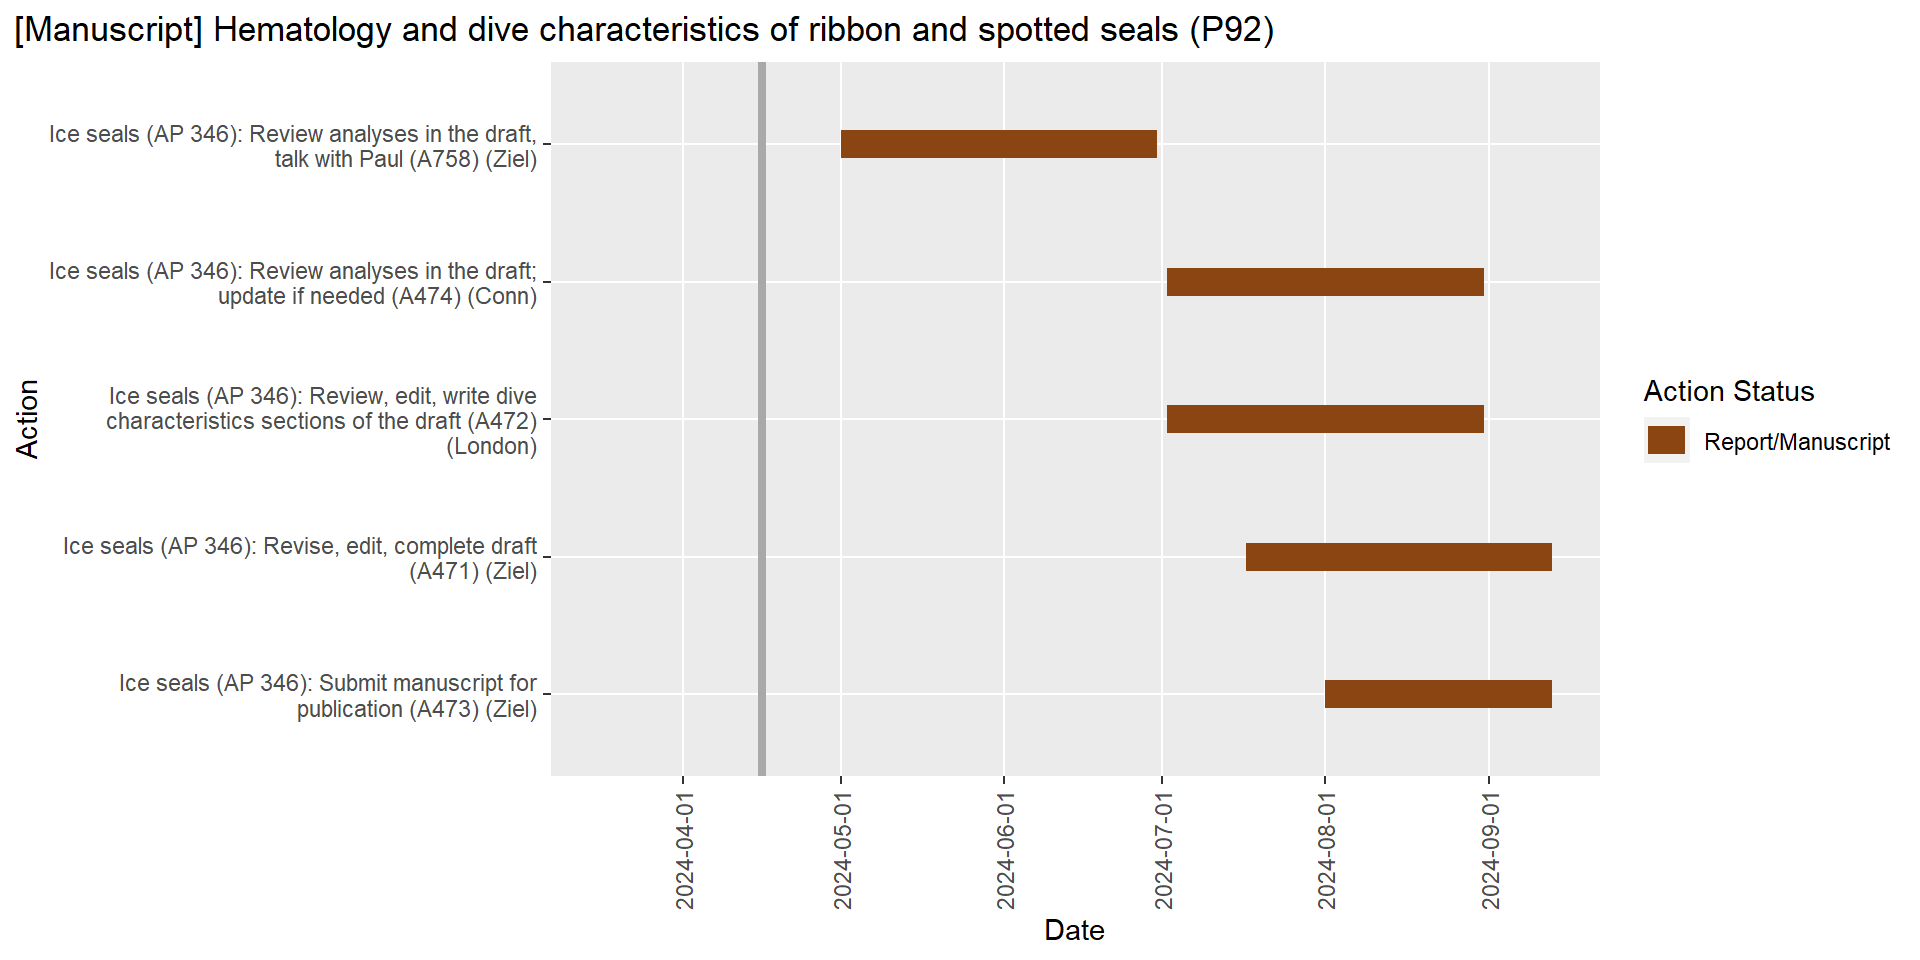 [Manuscript] Hematology and dive characteristics of ribbon and spotted seals (P92)
Ice seals (AP 346): Review analyses in the draft,
talk with Paul (A758) (Ziel)
Ice seals (AP 346): Review analyses in the draft;
update if needed (A474) (Conn)
Ice seals (AP 346): Review, edit, write dive
characteristics sections of the draft (A472)
(London)
Ice seals (AP 346): Revise, edit, complete draft
(A471) (Ziel)
Ice seals (AP 346): Submit manuscript for
publication (A473) (Ziel)
Action
2024-04-01
2024-05-01
2024-06-01
2024-07-01
2024-08-01
2024-09-01
Date
Action Status
Report/Manuscript